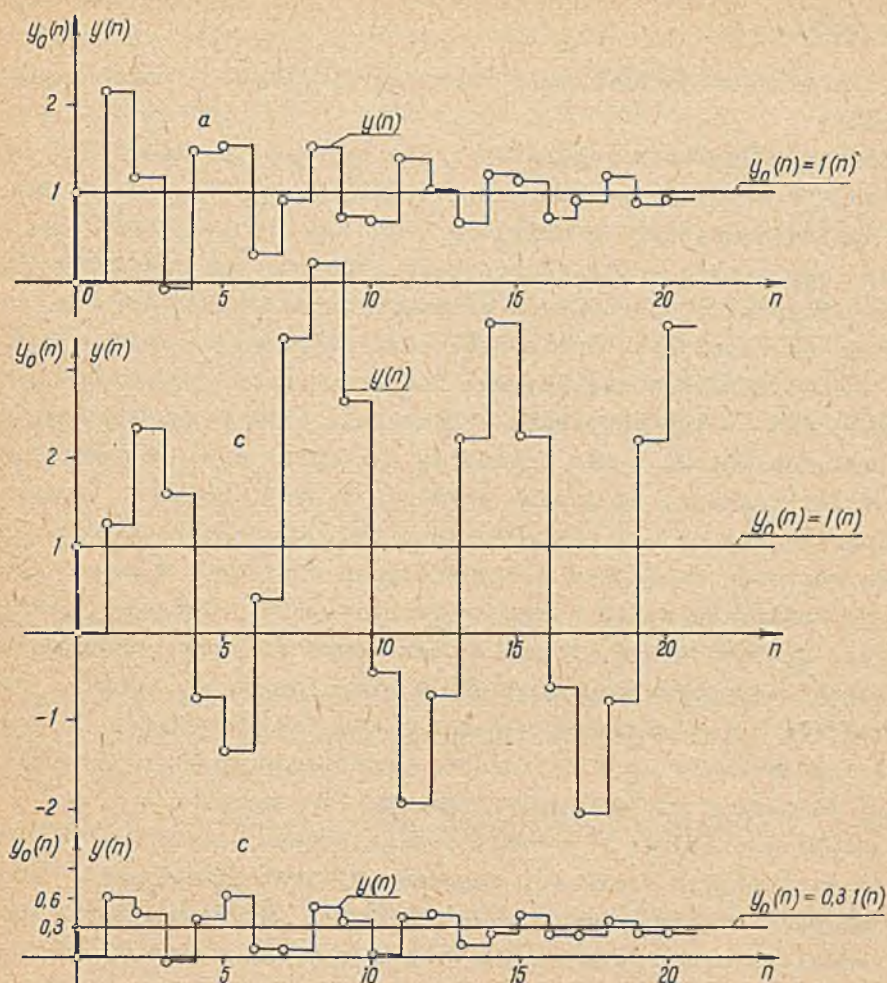 y₀(n) y(n)
2
a
y(n)
1
y₀(n) = 1(n)
0 5 10 15 20 n
y₀(n) y(n)
y(n)
2
c
1
y₀(n) = 1(n)
5 10 15 20 n
-1
-2
y₀(n) y(n)
c
y(n)
0,6
y₀(n) = 0,3 1(n)
0,3
5 10 15 20 n